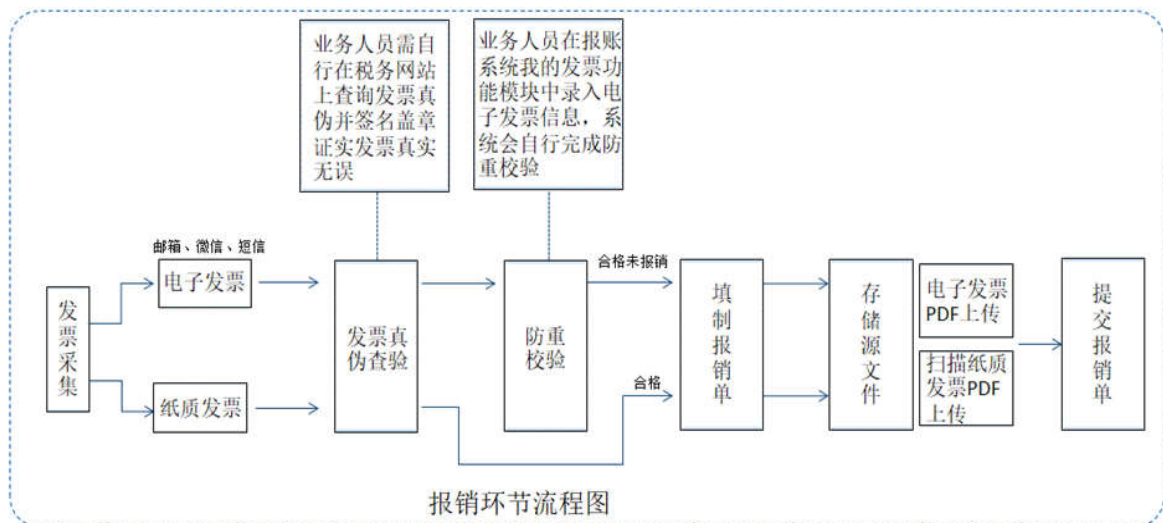 业务人员需自
行在税务网站
上查询发票真
伪并签名盖章
证实发票真实
无误
业务人员在报账
系统我的发票功
能模块中录入电
子发票信息，系
统会自行完成防
重校验
邮箱、微信、短信
电子发票
纸质发票
发票采集
发票真
伪查验
防重
校验
合格未报销
合格
填制报销单
存储源文件
电子发票
PDF上传
扫描纸质
发票PDF
上传
提交报销单
报销环节流程图